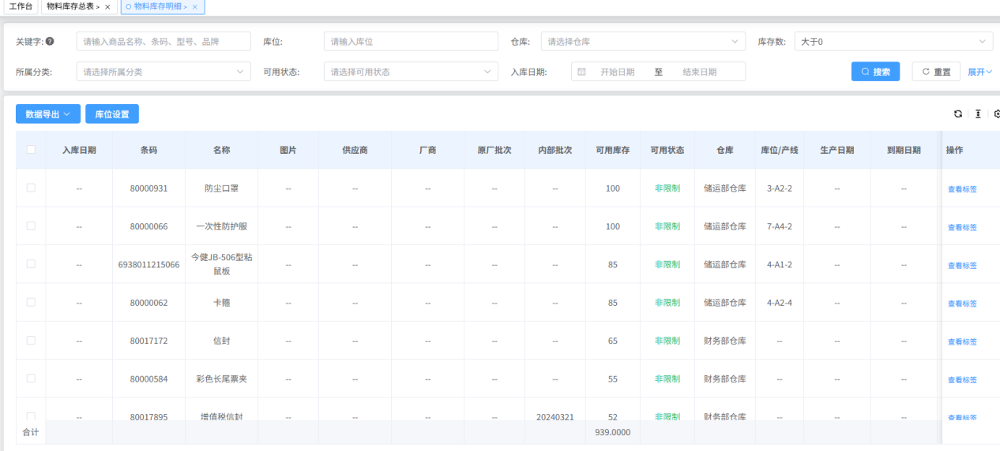 工作台 物料库存总表 > × 物料库存明细 > ×
关键字: 请输入商品名称、条码、型号、品牌 库位: 请输入库位 仓库: 请选择仓库 库存数: 大于0
所属分类: 请选择所属分类 可用状态: 请选择可用状态 入库日期: 开始日期 至 结束日期 搜索 重置 展开
数据导出 库位设置
入库日期 条码 名称 图片 供应商 厂商 原厂批次 内部批次 可用库存 可用状态 仓库 库位/产线 生产日期 到期日期 操作
-- 80000931 防尘口罩 -- -- -- -- -- 100 非限制 储运部仓库 3-A2-2 -- -- 查看标签
-- 80000066 一次性防护服 -- -- -- -- -- 100 非限制 储运部仓库 7-A4-2 -- -- 查看标签
-- 6938011215066 今健JB-506型粘鼠板 -- -- -- -- -- 85 非限制 储运部仓库 4-A1-2 -- -- 查看标签
-- 80000062 卡箍 -- -- -- -- -- 85 非限制 储运部仓库 4-A2-4 -- -- 查看标签
-- 80017172 信封 -- -- -- -- -- 65 非限制 财务部仓库 -- -- -- 查看标签
-- 80000584 彩色长尾票夹 -- -- -- -- -- 55 非限制 财务部仓库 -- -- -- 查看标签
-- 80017895 增值税信封 -- -- -- -- 20240321 52 非限制 财务部仓库 -- -- -- 查看标签
合计 939.0000